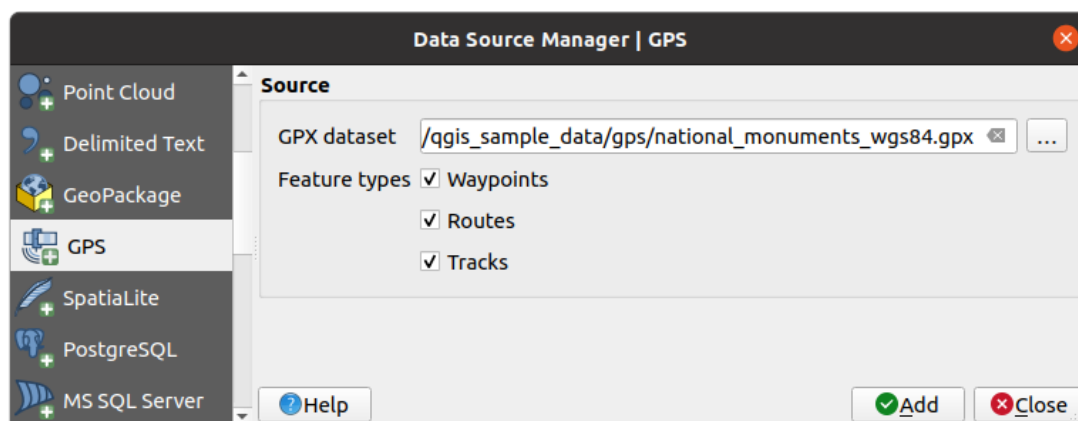 Data Source Manager | GPS
Point Cloud
Delimited Text
GeoPackage
GPS
SpatiaLite
PostgreSQL
MS SQL Server
Source
GPX dataset /qgis_sample_data/gps/national_monuments_wgs84.gpx ...
Feature types Waypoints
Routes
Tracks
Help Add Close